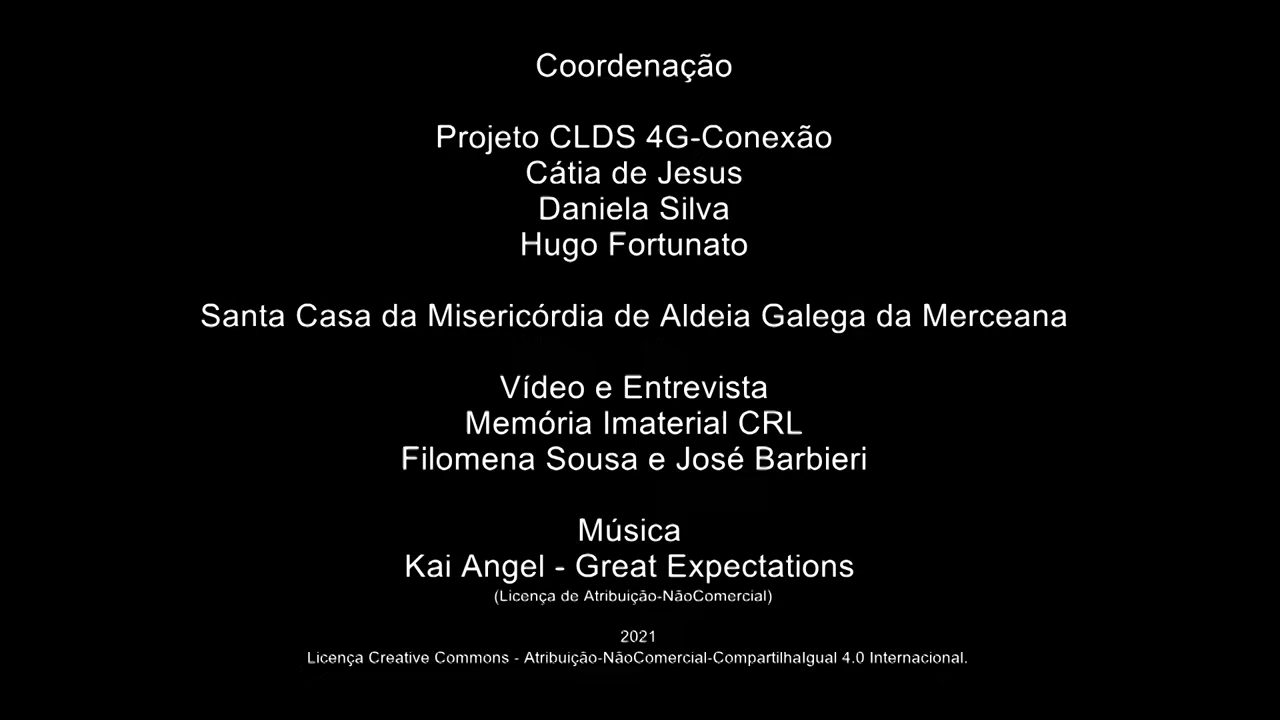 Coordenação
Projeto CLDS 4G-Conexão
Cátia de Jesus
Daniela Silva
Hugo Fortunato
Santa Casa da Misericórdia de Aldeia Galega da Merceana
Vídeo e Entrevista
Memória Imaterial CRL
Filomena Sousa e José Barbieri
Música
Kai Angel - Great Expectations
(Licença de Atribuição-NãoComercial)
2021
Licença Creative Commons - Atribuição-NãoComercial-CompartilhaIgual 4.0 Internacional.